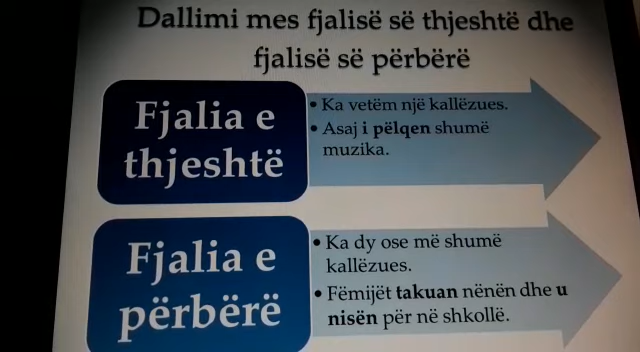 Dallimi mes fjalisë së thjeshtë dhe
fjalisë së përbërë
Fjalia e
thjeshtë
• Ka vetëm një kallëzues.
• Asaj i pëlqen shumë
muzika.
Fjalia e
përbërë
• Ka dy ose më shumë
kallëzues.
• Fëmijët takuan nënën dhe u
nisën për në shkollë.